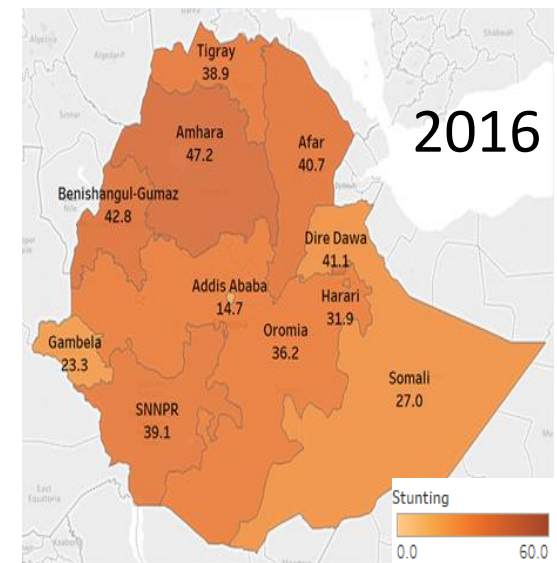 Tigray
38.9
2016
Amhara
47.2
Afar
40.7
Benishangul-Gumaz
42.8
Dire Dawa
41.1
Addis Ababa
14.7
Harari
31.9
Oromia
36.2
Gambela
23.3
Somali
27.0
SNNPR
39.1
Stunting
0.0 60.0